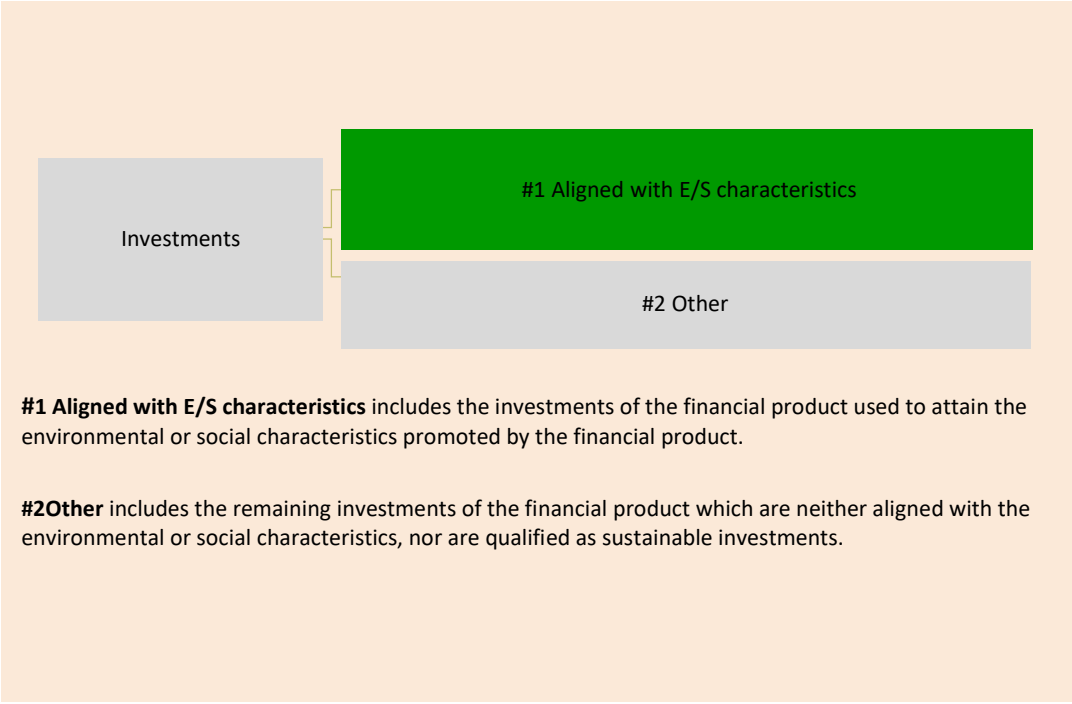 #1 Aligned with E/S characteristics
Investments
#2 Other
#1 Aligned with E/S characteristics includes the investments of the financial product used to attain the
environmental or social characteristics promoted by the financial product.
#2Other includes the remaining investments of the financial product which are neither aligned with the
environmental or social characteristics, nor are qualified as sustainable investments.